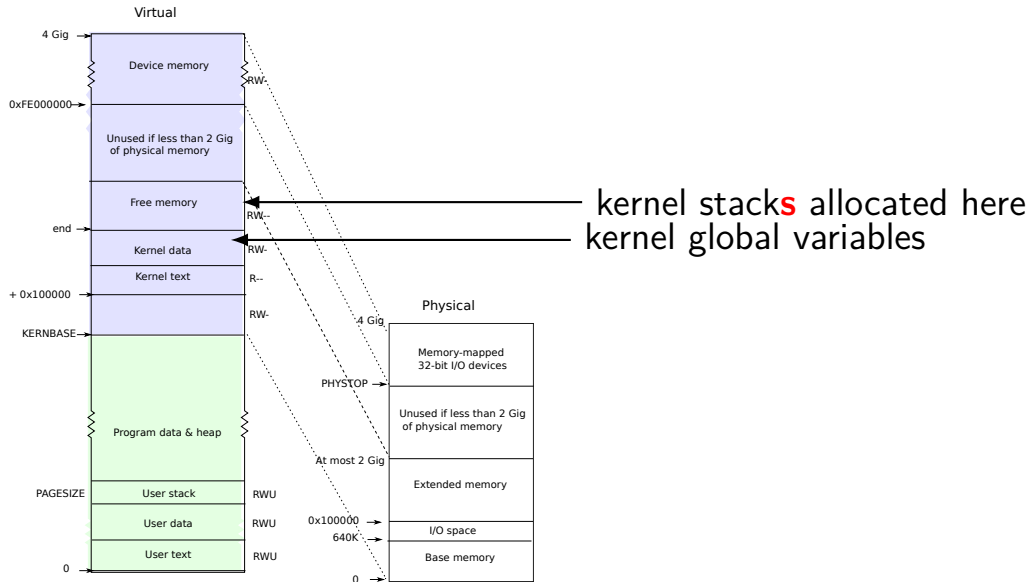 Virtual
4 Gig
Device memory
RW-
0xFE000000
Unused if less than 2 Gig
of physical memory
Free memory
RW--
kernel stacks allocated here
end
kernel global variables
Kernel data
RW-
Kernel text
R--
+ 0x100000
RW-
KERNBASE
Physical
4 Gig
Memory-mapped
32-bit I/O devices
PHYSTOP
Unused if less than 2 Gig
of physical memory
Program data & heap
At most 2 Gig
Extended memory
PAGESIZE
User stack
RWU
User data
RWU
0x100000
I/O space
640K
User text
RWU
Base memory
0
0